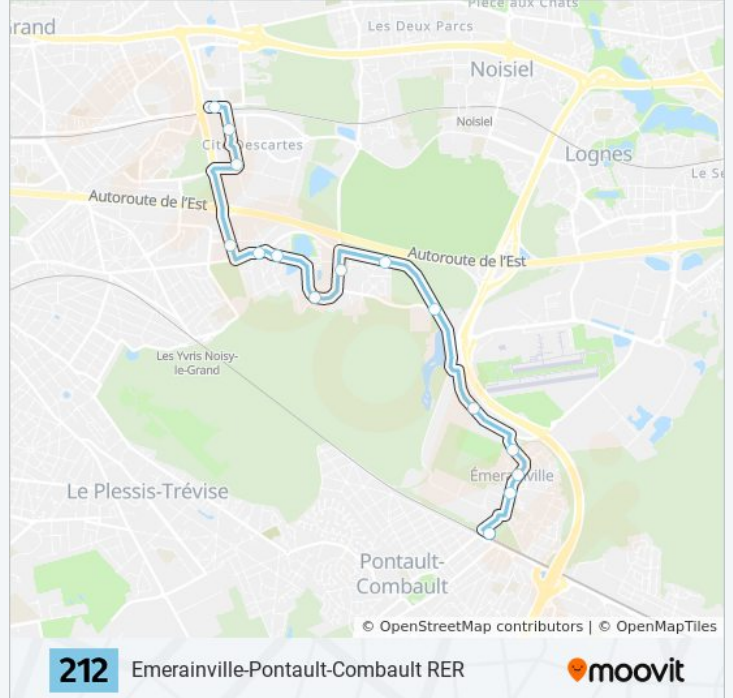 Pièce aux Chats
rand
Les Deux Parcs
Noisiel
Noisiel
Cité Descartes
Lognes
Le Se
Autoroute de l'Est
Autoroute de l'Est
Les Yvris Noisy-
le-Grand
Émerainville
Le Plessis-Trévise
Pontault-
Combault
© OpenStreetMap contributors | © OpenMapTiles
212 Emerainville-Pontault-Combault RER moovit